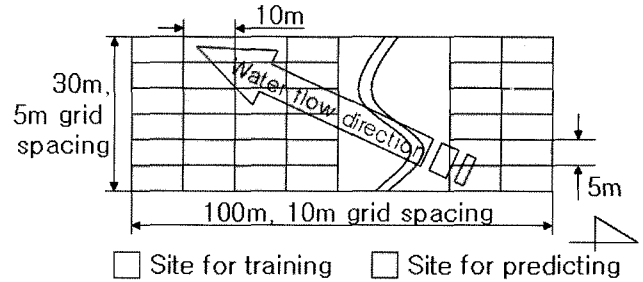 10m
30m,
5m grid
spacing
Water flow direction
5m
100m, 10m grid spacing
Site for training
Site for predicting